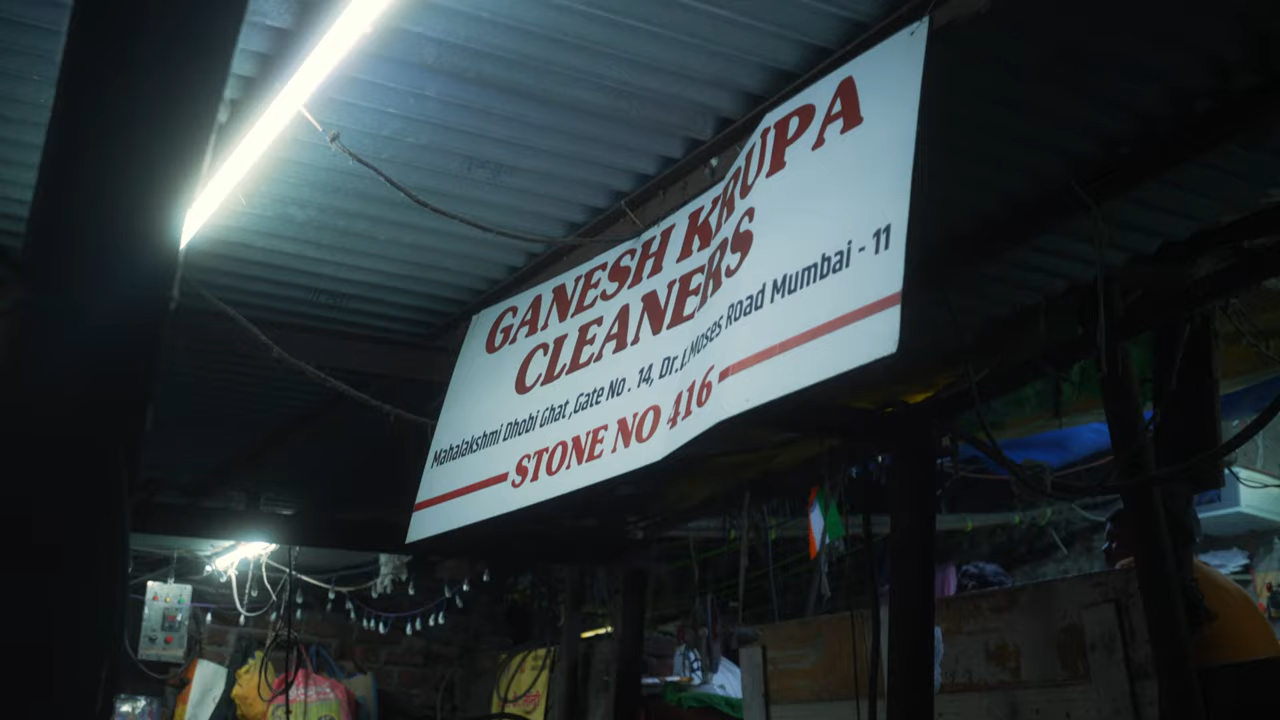 GANESH KRUPA
CLEANERS
Mahalakshmi Dhobi Ghat ,Gate No . 14, Dr.E.Moses Road Mumbai - 11
STONE NO 416